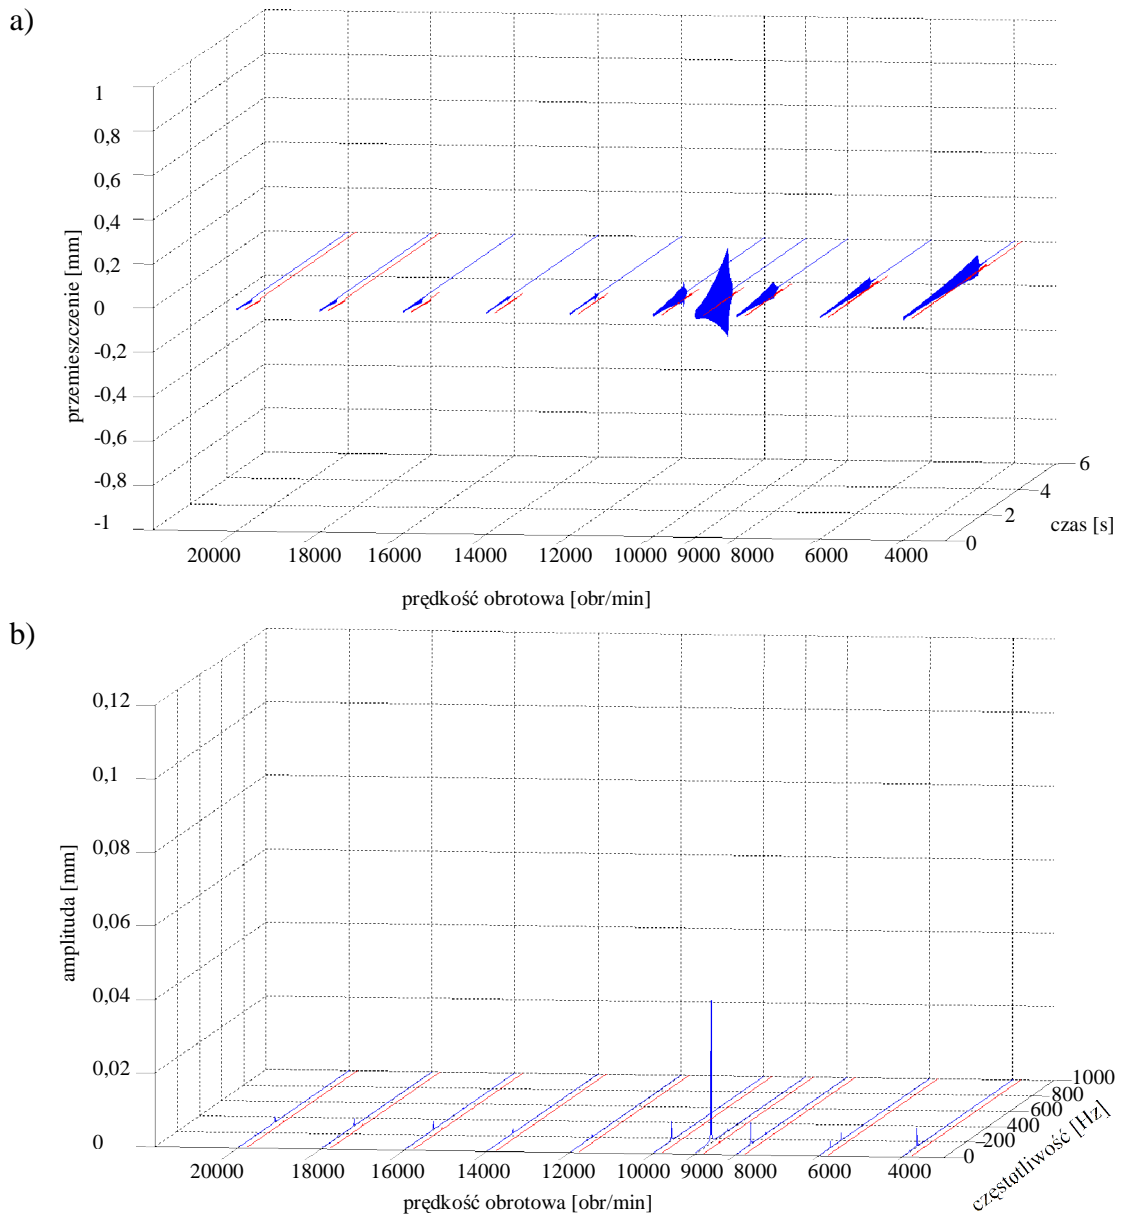 a)
1
0,8
0,6
0,4
0,2
0
-0,2
-0,4
-0,6
-0,8
-1
przemieszczenie [mm]
20000 18000 16000 14000 12000 10000 9000 8000 6000 4000
prędkość obrotowa [obr/min]
0 2 4 6
czas [s]
b)
0,12
0,1
0,08
0,06
0,04
0,02
0
amplituda [mm]
20000 18000 16000 14000 12000 10000 9000 8000 6000 4000
prędkość obrotowa [obr/min]
0 200 400 600 800 1000
częstotliwość [Hz]